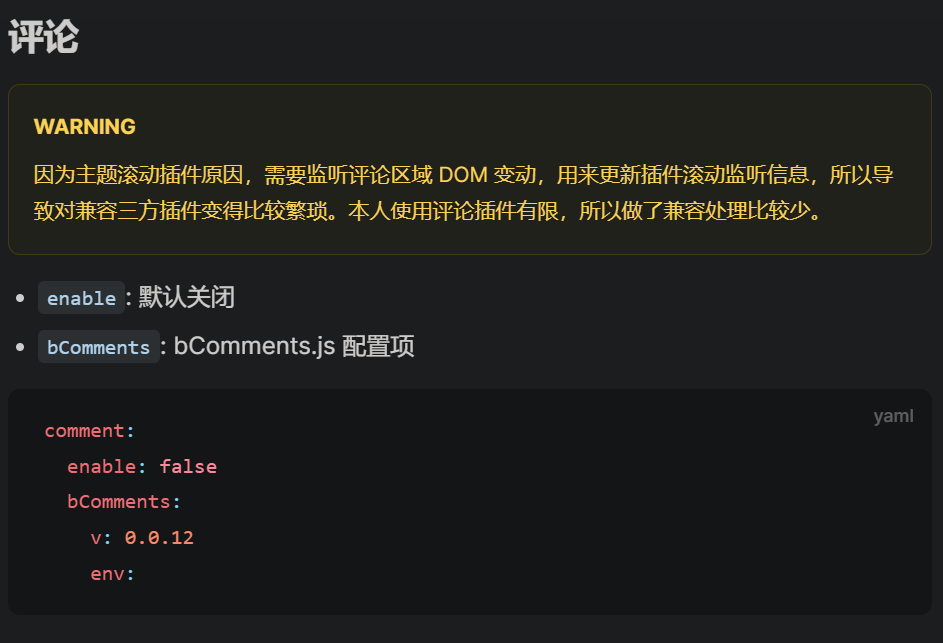 评论
WARNING
因为主题滚动插件原因，需要监听评论区域 DOM 变动，用来更新插件滚动监听信息，所以导
致对兼容三方插件变得比较繁琐。本人使用评论插件有限，所以做了兼容处理比较少。
enable : 默认关闭
bComments : bComments.js 配置项
yaml
comment:
  enable: false
  bComments:
    v: 0.0.12
    env: